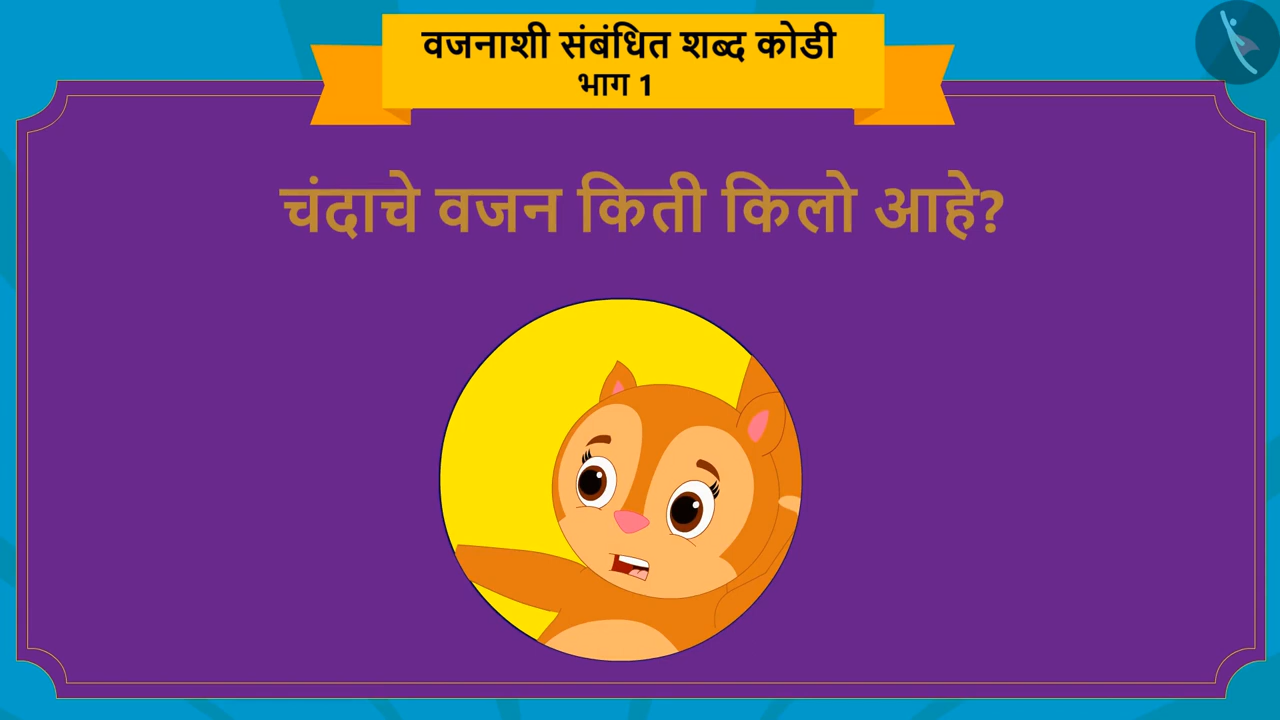 वजनाशी संबंधित शब्द कोडी
भाग 1
चंदाचे वजन किती किलो आहे?